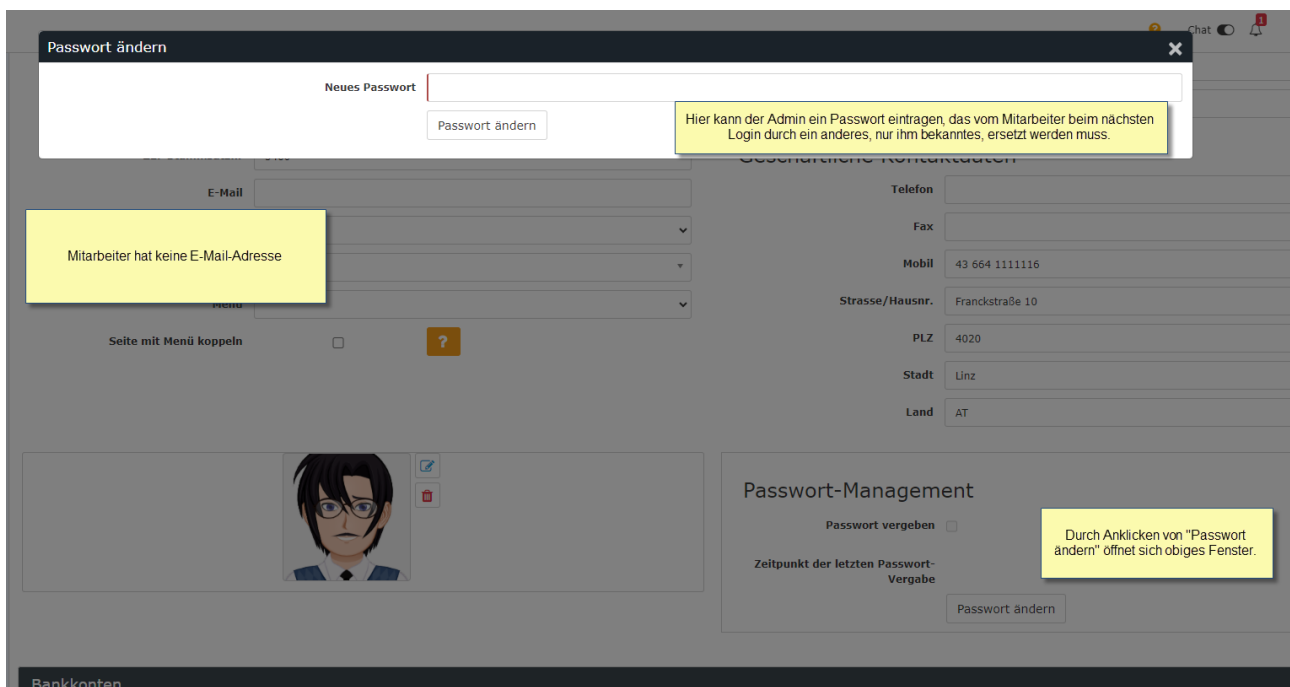 Chat
1
Passwort ändern
Neues Passwort
Passwort ändern
Hier kann der Admin ein Passwort eintragen, das vom Mitarbeiter beim nächsten
Login durch ein anderes, nur ihm bekanntes, ersetzt werden muss.
Geschäftliche Kontaktdaten
E-Mail
Telefon
Mitarbeiter hat keine E-Mail-Adresse
Fax
Mobil
43 664 1111116
Menü
Strasse/Hausnr.
Franckstraße 10
Seite mit Menü koppeln
?
PLZ
4020
Stadt
Linz
Land
AT
Passwort-Management
Passwort vergeben
Durch Anklicken von "Passwort
ändern" öffnet sich obiges Fenster.
Zeitpunkt der letzten Passwort-
Vergabe
Passwort ändern
Bankkonten